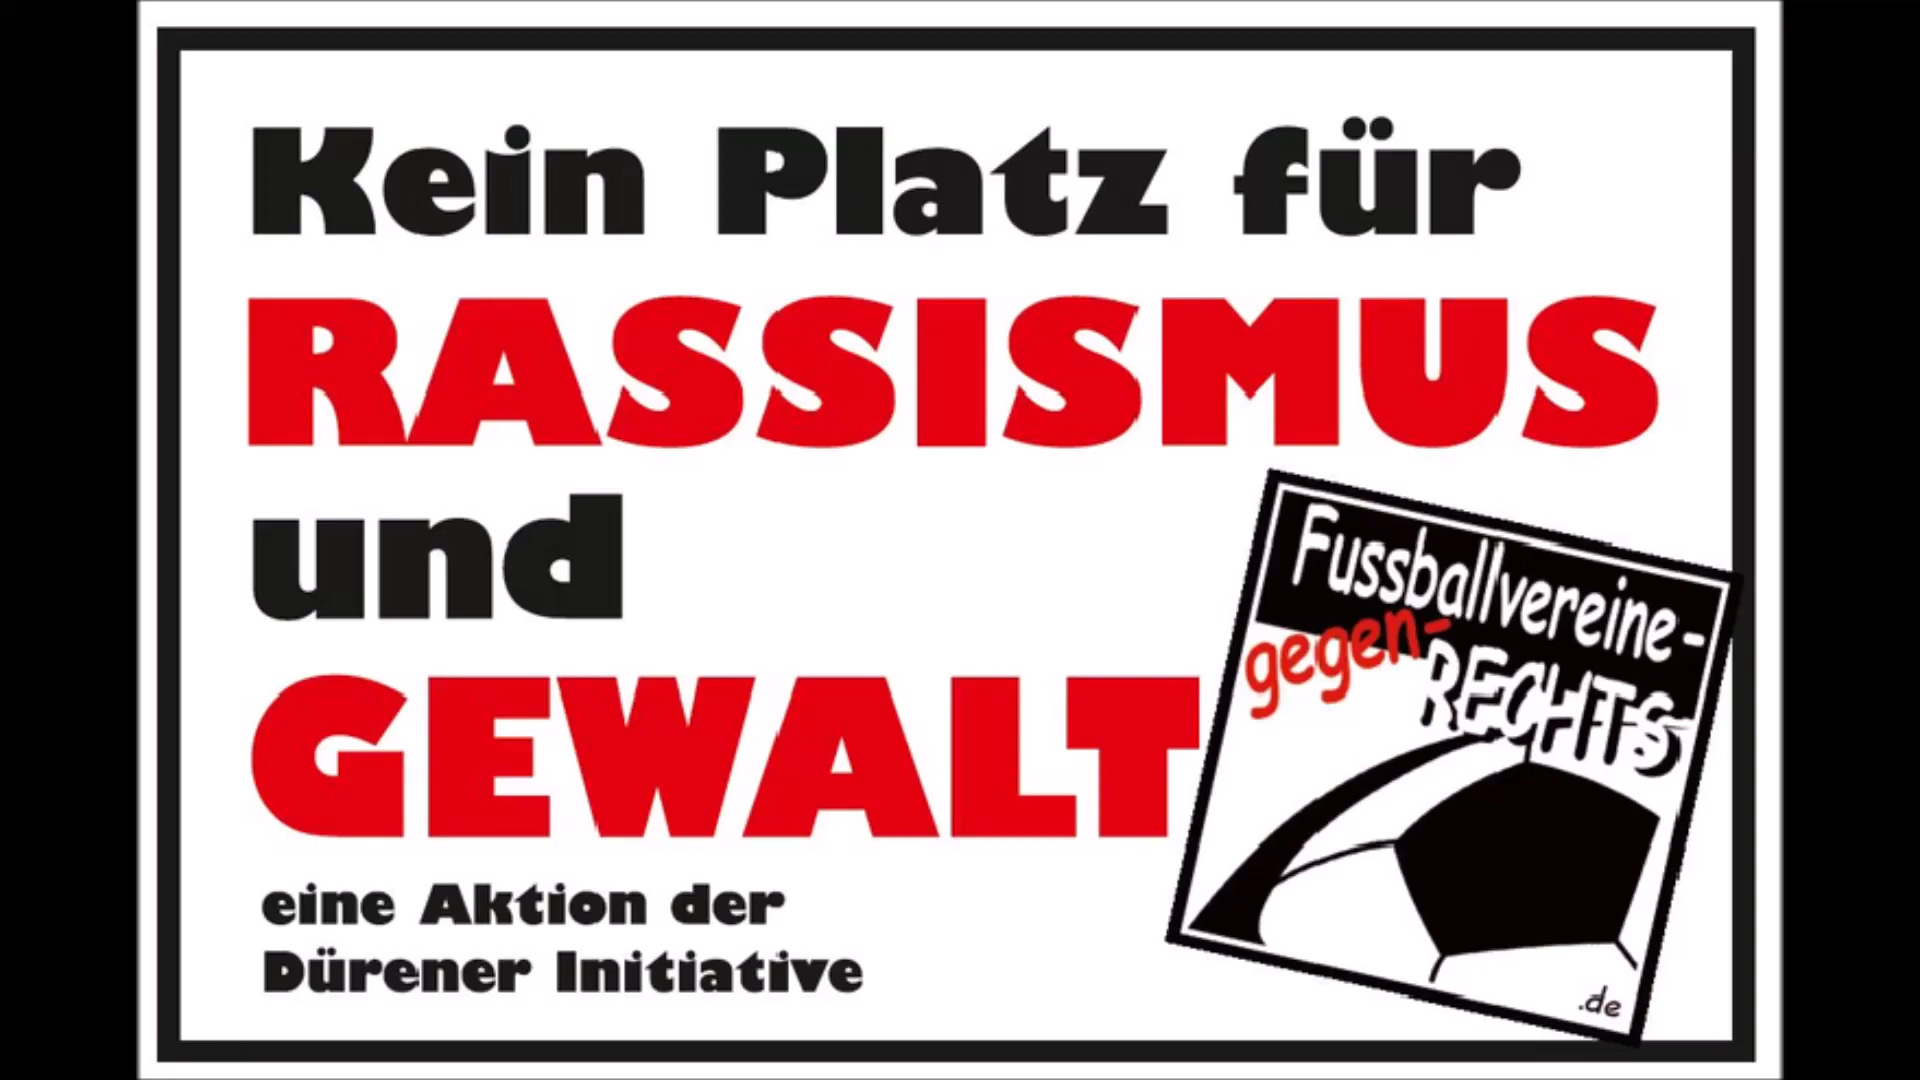 Kein Platz für
RASSISMUS
und
GEWALT
eine Aktion der
Dürener Initiative
Fussballvereine-
gegen-
RECHTS
.de